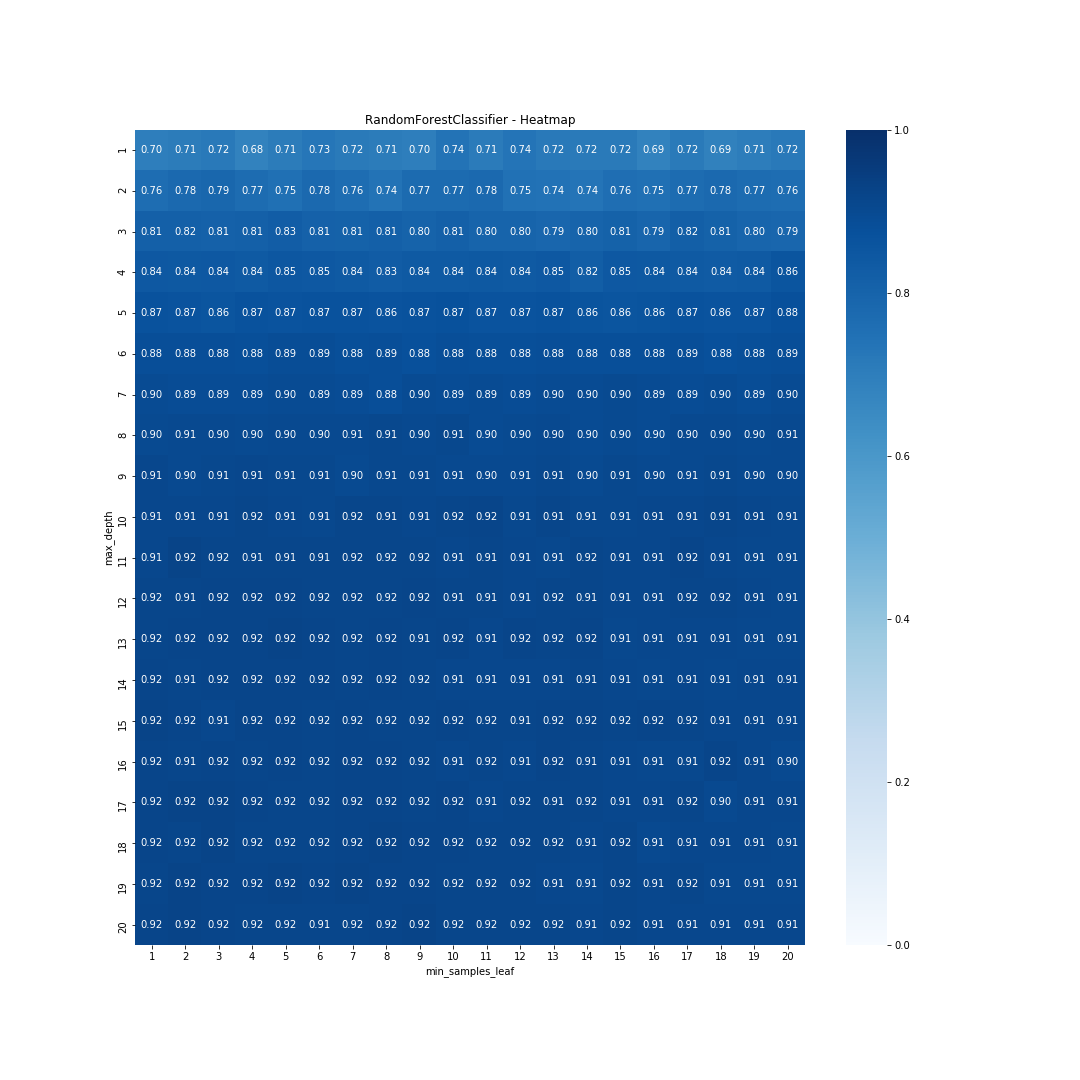 RandomForestClassifier - Heatmap
1 0.70 0.71 0.72 0.68 0.71 0.73 0.72 0.71 0.70 0.74 0.71 0.74 0.72 0.72 0.72 0.69 0.72 0.69 0.71 0.72 1.0
2 0.76 0.78 0.79 0.77 0.75 0.78 0.76 0.74 0.77 0.77 0.78 0.75 0.74 0.74 0.76 0.75 0.77 0.78 0.77 0.76
3 0.81 0.82 0.81 0.81 0.83 0.81 0.81 0.81 0.80 0.81 0.80 0.80 0.79 0.80 0.81 0.79 0.82 0.81 0.80 0.79
4 0.84 0.84 0.84 0.84 0.85 0.85 0.84 0.83 0.84 0.84 0.84 0.84 0.85 0.82 0.85 0.84 0.84 0.84 0.84 0.86
0.8
5 0.87 0.87 0.86 0.87 0.87 0.87 0.87 0.86 0.87 0.87 0.87 0.87 0.87 0.86 0.86 0.86 0.87 0.86 0.87 0.88
6 0.88 0.88 0.88 0.88 0.89 0.89 0.88 0.89 0.88 0.88 0.88 0.88 0.88 0.88 0.88 0.88 0.89 0.88 0.88 0.89
7 0.90 0.89 0.89 0.89 0.90 0.89 0.89 0.88 0.90 0.89 0.89 0.89 0.90 0.90 0.90 0.89 0.89 0.90 0.89 0.90
8 0.90 0.91 0.90 0.90 0.90 0.90 0.91 0.91 0.90 0.91 0.90 0.90 0.90 0.90 0.90 0.90 0.90 0.90 0.90 0.91
0.6
9 0.91 0.90 0.91 0.91 0.91 0.91 0.90 0.91 0.91 0.91 0.90 0.91 0.91 0.90 0.91 0.90 0.91 0.91 0.90 0.90
10 0.91 0.91 0.91 0.92 0.91 0.91 0.92 0.91 0.91 0.92 0.92 0.91 0.91 0.91 0.91 0.91 0.91 0.91 0.91 0.91
max_depth
11 0.91 0.92 0.92 0.91 0.91 0.91 0.92 0.92 0.92 0.91 0.91 0.91 0.91 0.92 0.91 0.91 0.92 0.91 0.91 0.91
12 0.92 0.91 0.92 0.92 0.92 0.92 0.92 0.92 0.92 0.91 0.91 0.91 0.92 0.91 0.91 0.91 0.92 0.92 0.91 0.91
0.4
13 0.92 0.92 0.92 0.92 0.92 0.92 0.92 0.92 0.91 0.92 0.91 0.92 0.92 0.92 0.91 0.91 0.91 0.91 0.91 0.91
14 0.92 0.91 0.92 0.92 0.92 0.92 0.92 0.92 0.92 0.91 0.91 0.91 0.91 0.91 0.91 0.91 0.91 0.91 0.91 0.91
15 0.92 0.92 0.91 0.92 0.92 0.92 0.92 0.92 0.92 0.92 0.92 0.91 0.92 0.92 0.92 0.92 0.92 0.91 0.91 0.91
16 0.92 0.91 0.92 0.92 0.92 0.92 0.92 0.92 0.92 0.91 0.92 0.91 0.92 0.91 0.91 0.91 0.91 0.92 0.91 0.90
0.2
17 0.92 0.92 0.92 0.92 0.92 0.92 0.92 0.92 0.92 0.92 0.91 0.92 0.91 0.92 0.91 0.91 0.92 0.90 0.91 0.91
18 0.92 0.92 0.92 0.92 0.92 0.92 0.92 0.92 0.92 0.92 0.92 0.92 0.92 0.91 0.92 0.91 0.91 0.91 0.91 0.91
19 0.92 0.92 0.92 0.92 0.92 0.92 0.92 0.92 0.92 0.92 0.92 0.92 0.91 0.91 0.92 0.91 0.92 0.91 0.91 0.91
20 0.92 0.92 0.92 0.92 0.92 0.91 0.92 0.92 0.92 0.92 0.92 0.92 0.92 0.91 0.92 0.91 0.91 0.91 0.91 0.91
0.0
1 2 3 4 5 6 7 8 9 10 11 12 13 14 15 16 17 18 19 20
min_samples_leaf